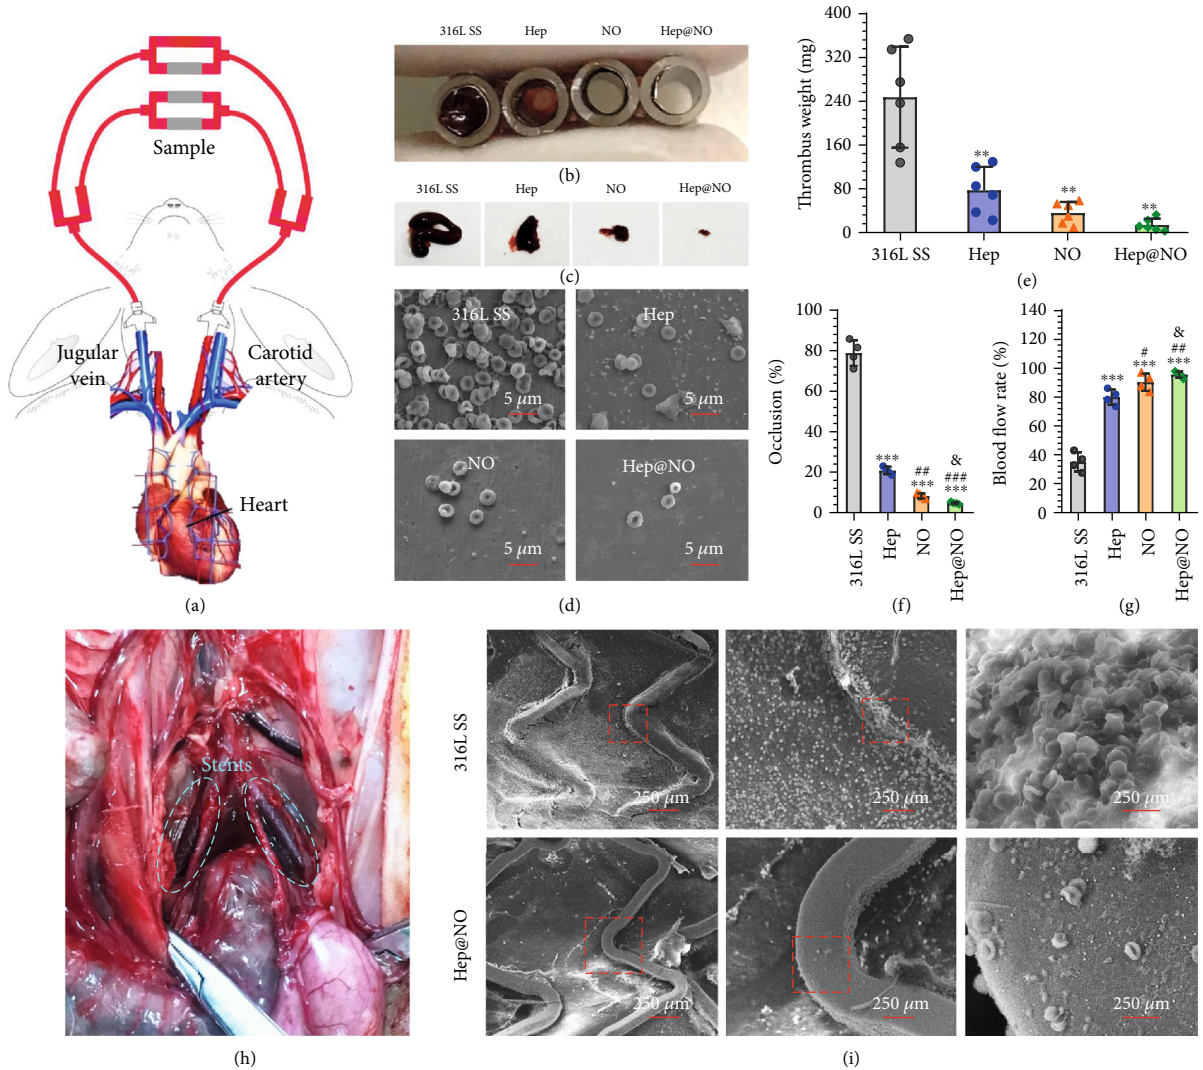 Sample
Jugular
vein
Carotid
artery
Heart
(a)
316L SS
Hep
NO
Hep@NO
(b)
316L SS
Hep
NO
Hep@NO
(c)
316L SS
5 μm
Hep
5 μm
NO
5 μm
Hep@NO
5 μm
(d)
Thrombus weight (mg)
400
320
240
160
80
0
**
**
**
316L SS
Hep
NO
Hep@NO
(e)
Occlusion (%)
100
80
60
40
20
0
***
##
***
&
###
***
316L SS
Hep
NO
Hep@NO
(f)
Blood flow rate (%)
140
120
100
80
60
40
20
0
***
#
***
&
##
***
316L SS
Hep
NO
Hep@NO
(g)
Stents
(h)
316L SS
250 μm
250 μm
250 μm
Hep@NO
250 μm
250 μm
250 μm
(i)